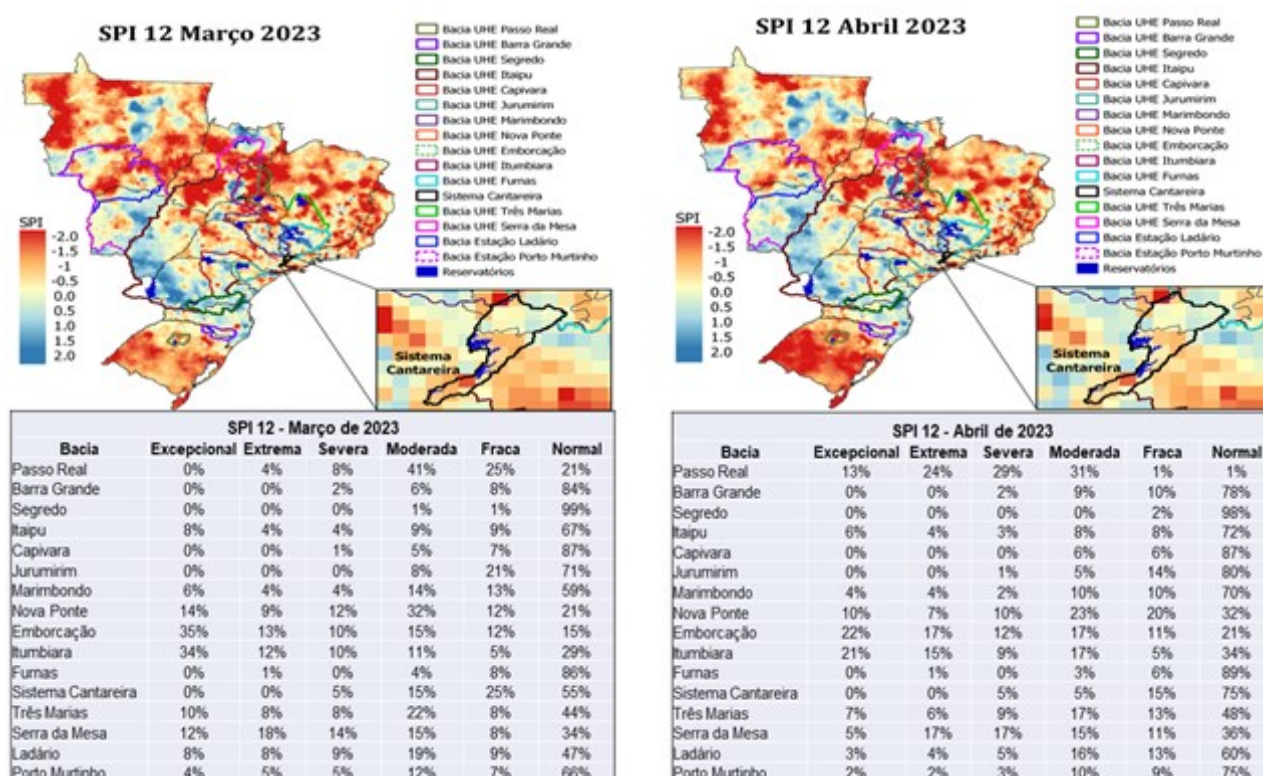 SPI 12 Março 2023
Bacia UHE Passo Real
Bacia UHE Barra Grande
Bacia UHE Segredo
Bacia UHE Itaipu
Bacia UHE Capivara
Bacia UHE Jurumirim
Bacia UHE Marimbondo
Bacia UHE Nova Ponte
Bacia UHE Emborcação
Bacia UHE Itumbiara
Bacia UHE Furnas
Sistema Cantareira
Bacia UHE Três Marias
Bacia UHE Serra da Mesa
Bacia Estação Ladário
Bacia Estação Porto Murtinho
Reservatórios
SPI
-2.0
-1.5
-1
-0.5
0.0
0.5
1.0
1.5
2.0
Sistema
Cantareira
SPI 12 - Março de 2023
Bacia Excepcional Extrema Severa Moderada Fraca Normal
Passo Real 0% 4% 8% 41% 25% 21%
Barra Grande 0% 0% 2% 6% 8% 84%
Segredo 0% 0% 0% 1% 1% 99%
Itaipu 8% 4% 4% 9% 9% 67%
Capivara 0% 0% 1% 5% 7% 87%
Jurumirim 0% 0% 0% 8% 21% 71%
Marimbondo 6% 4% 4% 14% 13% 59%
Nova Ponte 14% 9% 12% 32% 12% 21%
Emborcação 35% 13% 10% 15% 12% 15%
Itumbiara 34% 12% 10% 11% 5% 29%
Furnas 0% 1% 0% 4% 8% 86%
Sistema Cantareira 0% 0% 5% 15% 25% 55%
Três Marias 10% 8% 8% 22% 8% 44%
Serra da Mesa 12% 18% 14% 15% 8% 34%
Ladário 8% 8% 9% 19% 9% 47%
Porto Murtinho 4% 5% 5% 12% 7% 66%
SPI 12 Abril 2023
Bacia UHE Passo Real
Bacia UHE Barra Grande
Bacia UHE Segredo
Bacia UHE Itaipu
Bacia UHE Capivara
Bacia UHE Jurumirim
Bacia UHE Marimbondo
Bacia UHE Nova Ponte
Bacia UHE Emborcação
Bacia UHE Itumbiara
Bacia UHE Furnas
Sistema Cantareira
Bacia UHE Três Marias
Bacia UHE Serra da Mesa
Bacia Estação Ladário
Bacia Estação Porto Murtinho
Reservatórios
SPI
-2.0
-1.5
-1
-0.5
0.0
0.5
1.0
1.5
2.0
Sistema
Cantareira
SPI 12 - Abril de 2023
Bacia Excepcional Extrema Severa Moderada Fraca Normal
Passo Real 13% 24% 29% 31% 1% 1%
Barra Grande 0% 0% 2% 9% 10% 78%
Segredo 0% 0% 0% 0% 2% 98%
Itaipu 6% 4% 3% 8% 8% 72%
Capivara 0% 0% 0% 6% 6% 87%
Jurumirim 0% 0% 1% 5% 14% 80%
Marimbondo 4% 4% 2% 10% 10% 70%
Nova Ponte 10% 7% 10% 23% 20% 32%
Emborcação 22% 17% 12% 17% 11% 21%
Itumbiara 21% 15% 9% 17% 5% 34%
Furnas 0% 1% 0% 3% 6% 89%
Sistema Cantareira 0% 0% 5% 5% 15% 75%
Três Marias 7% 6% 9% 17% 13% 48%
Serra da Mesa 5% 17% 17% 15% 11% 36%
Ladário 3% 4% 5% 16% 13% 60%
Porto Murtinho 2% 2% 3% 10% 9% 75%